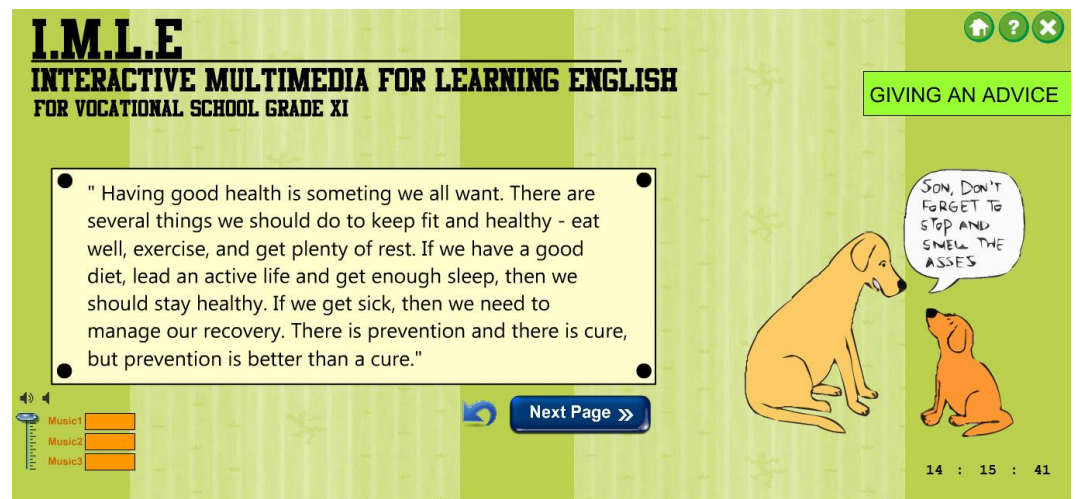 I.M.L.E
INTERACTIVE MULTIMEDIA FOR LEARNING ENGLISH
FOR VOCATIONAL SCHOOL GRADE XI
?
GIVING AN ADVICE
" Having good health is someting we all want. There are
several things we should do to keep fit and healthy - eat
well, exercise, and get plenty of rest. If we have a good
diet, lead an active life and get enough sleep, then we
should stay healthy. If we get sick, then we need to
manage our recovery. There is prevention and there is cure,
but prevention is better than a cure."
SON, DON'T
FORGET TO
STOP AND
SMELL THE
ASSES
Music1
Music2
Music3
Next Page »
14 : 15 : 41